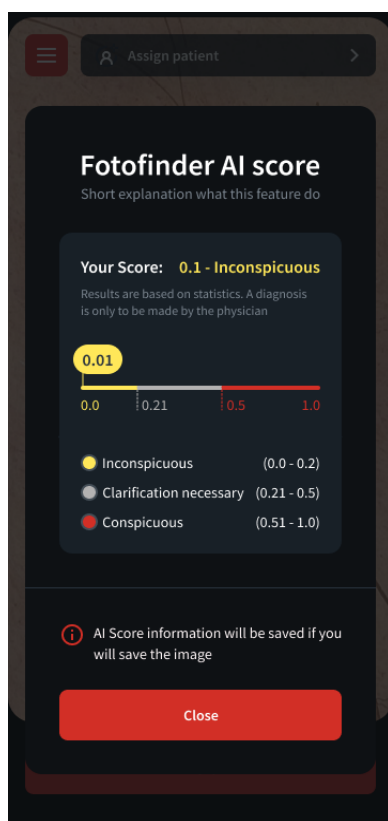 Assign patient
Fotofinder AI score
Short explanation what this feature do
Your Score: 0.1 - Inconspicuous
Results are based on statistics. A diagnosis
is only to be made by the physician
0.01
0.0 0.21 0.5 1.0
Inconspicuous (0.0 - 0.2)
Clarification necessary (0.21 - 0.5)
Conspicuous (0.51 - 1.0)
AI Score information will be saved if you
will save the image
Close